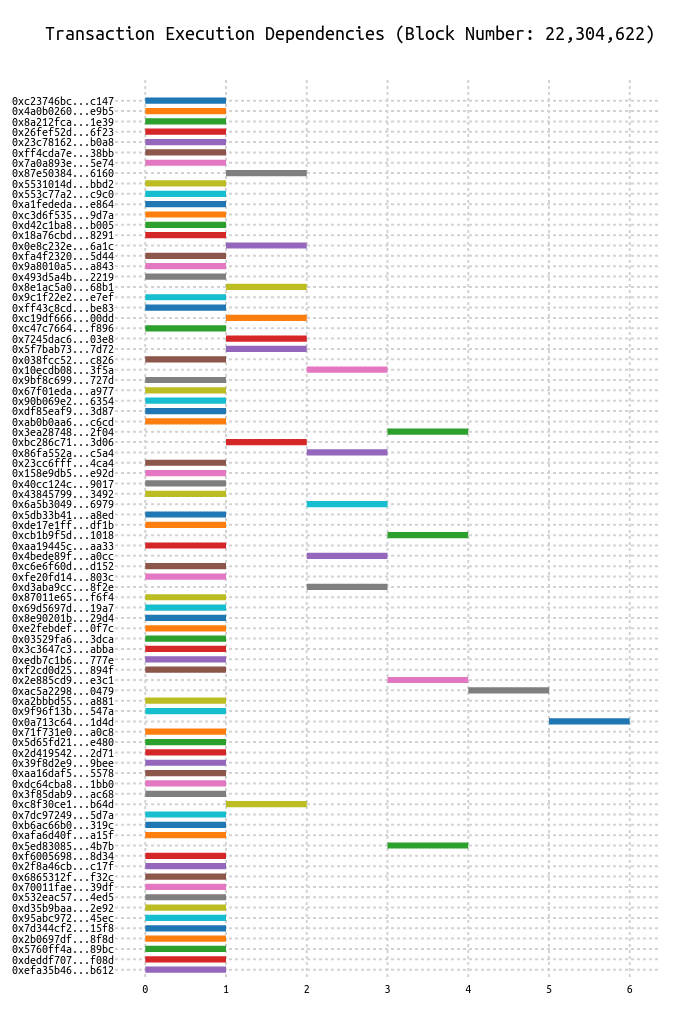 Transaction Execution Dependencies (Block Number: 22,304,622)
0xc23746bc...c147
0x4a0b0260...e9b5
0x8a212fca...1e39
0x26fef52d...6f23
0x23c78162...b0a8
0xff4cda7e...38bb
0x7a0a893e...5e74
0x87e50384...6160
0x5531014d...bbd2
0x553c77a2...c9c0
0xa1fededa...e864
0xc3d6f535...9d7a
0xd42c1ba8...b005
0x18a76cbd...8291
0x0e8c232e...6a1c
0xfa4f2320...5d44
0x9a8010a5...a843
0x493d5a4b...2219
0x8e1ac5a0...68b1
0x9c1f22e2...e7ef
0xff43c8cd...be83
0xc19df666...00dd
0xc47c7664...f896
0x7245dac6...03e8
0x5f7bab73...7d72
0x038fcc52...c826
0x10ecdb08...3f5a
0x9bf8c699...727d
0x67f01eda...a977
0x90b069e2...6354
0xdf85eaf9...3d87
0xab0b0aa6...c6cd
0x3ea28748...2f04
0xbc286c71...3d06
0x86fa552a...c5a4
0x23cc6fff...4ca4
0x158e9db5...e92d
0x40cc124c...9017
0x43845799...3492
0x6a5b3049...6979
0x5db33b41...a8ed
0xde17e1ff...df1b
0xcb1b9f5d...1018
0xaa19445c...aa33
0x4bede89f...a0cc
0xc6e6f60d...d152
0xfe20fd14...803c
0xd3aba9cc...8f2e
0x87011e65...f6f4
0x69d5697d...19a7
0x8e90201b...29d4
0xe2febdef...0f7c
0x03529fa6...3dca
0x3c3647c3...abba
0xedb7c1b6...777e
0xf2cd0d25...894f
0x2e885cd9...e3c1
0xac5a2298...0479
0xa2bbbd55...a881
0x9f96f13b...547a
0x0a713c64...1d4d
0x71f731e0...a0c8
0x5d65fd21...e480
0x2d419542...2d71
0x39f8d2e9...9bee
0xaa16daf5...5578
0xdc64cba8...1bb0
0x3f85dab9...ac68
0xc8f30ce1...b64d
0x7dc97249...5d7a
0xb6ac66b0...319c
0xafa6d40f...a15f
0x5ed83085...4b7b
0xf6005698...8d34
0x2f8a46cb...c17f
0x6865312f...f32c
0x70011fae...39df
0x532eac57...4ed5
0xd35b9baa...2e92
0x95abc972...45ec
0x7d344cf2...15f8
0x2b0697df...8f8d
0x5760ff4a...89bc
0xdeddf707...f08d
0xefa35b46...b612
0 1 2 3 4 5 6